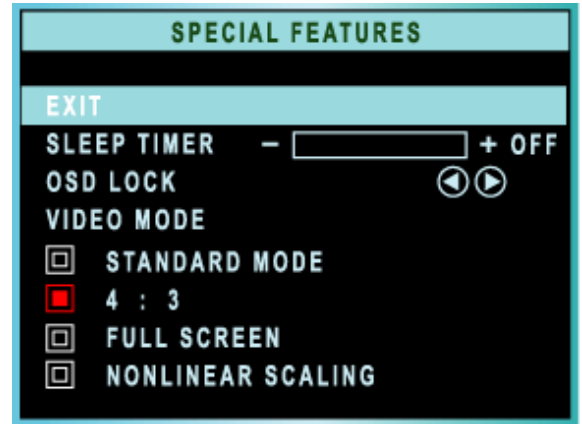 SPECIAL FEATURES
EXIT
SLEEP TIMER - + OFF
OSD LOCK
VIDEO MODE
STANDARD MODE
4 : 3
FULL SCREEN
NONLINEAR SCALING